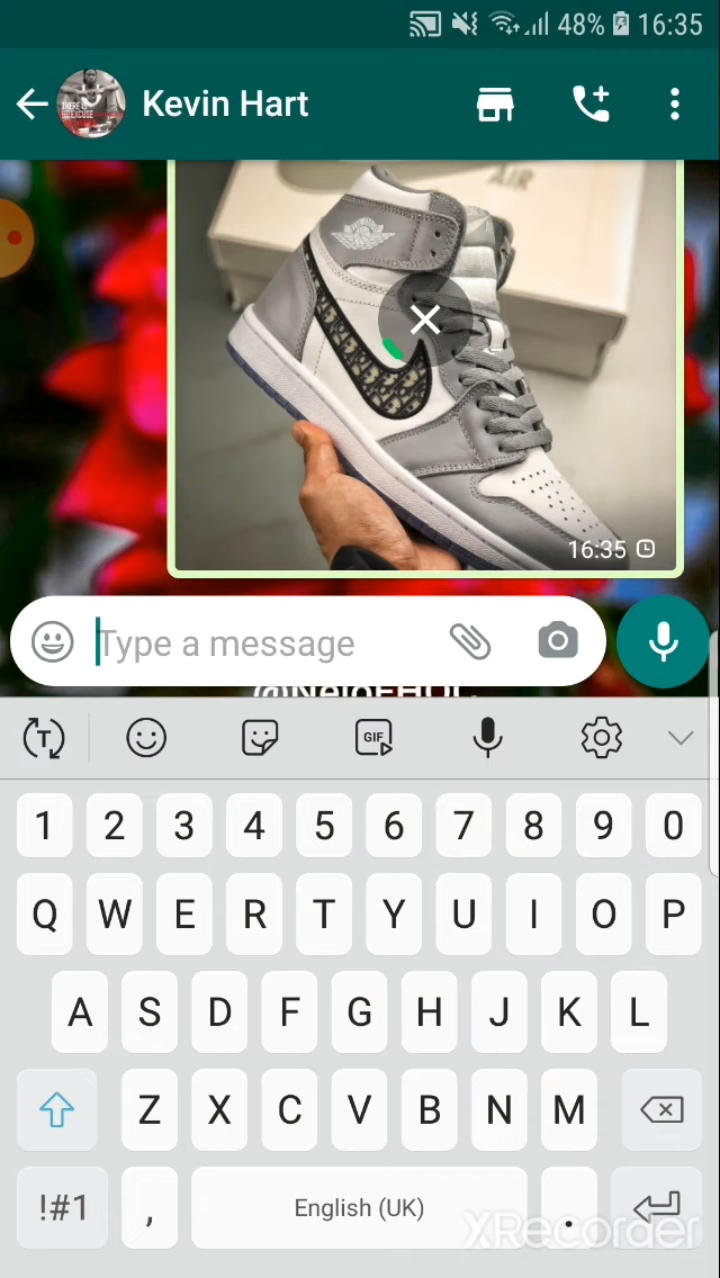 48% 16:35
Kevin Hart
AIR
16:35
Type a message
GIF
1 2 3 4 5 6 7 8 9 0
Q W E R T Y U I O P
A S D F G H J K L
Z X C V B N M
!#1 , English (UK) .
XRecorder